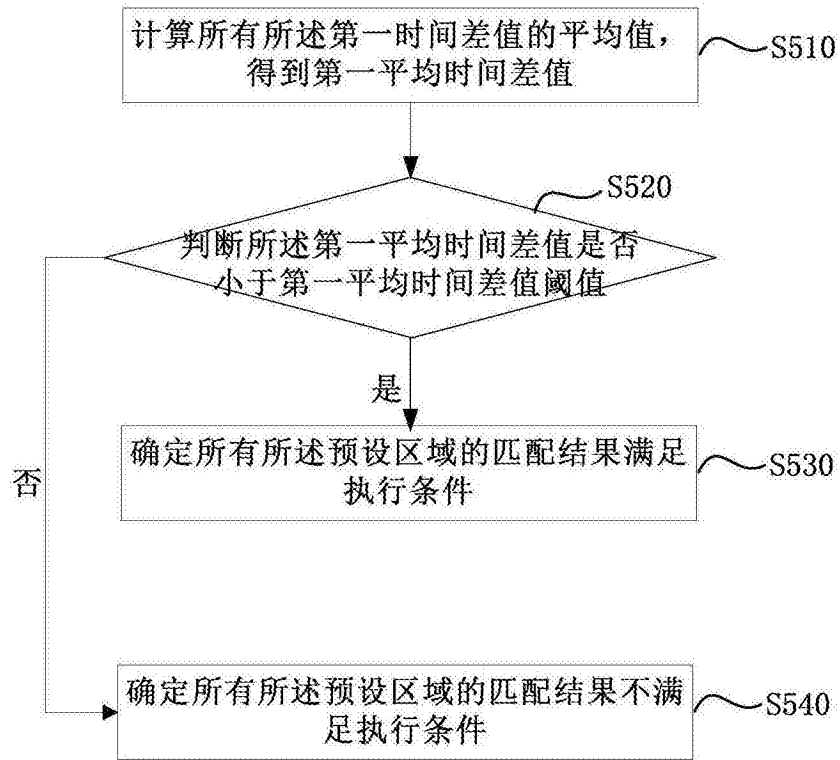 计算所有所述第一时间差值的平均值，
得到第一平均时间差值
S510
S520
判断所述第一平均时间差值是否
小于第一平均时间差值阈值
是
确定所有所述预设区域的匹配结果满足
执行条件
S530
否
确定所有所述预设区域的匹配结果不满
足执行条件
S540